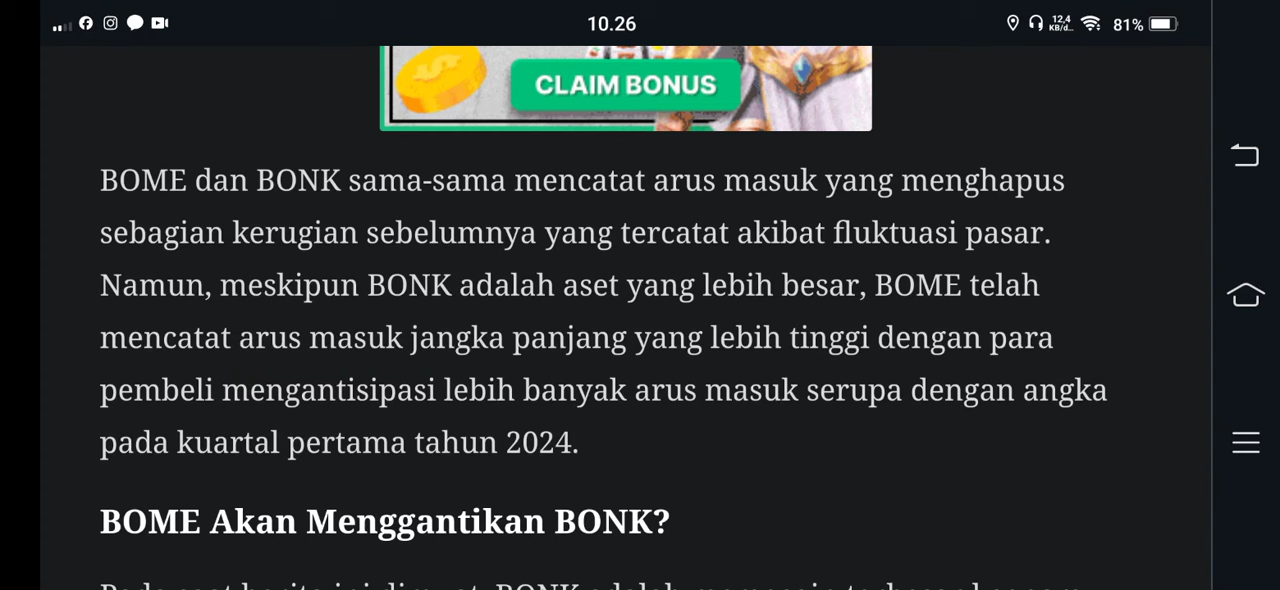 10.26
12,4
KB/d...
81%
CLAIM BONUS
BOME dan BONK sama-sama mencatat arus masuk yang menghapus
sebagian kerugian sebelumnya yang tercatat akibat fluktuasi pasar.
Namun, meskipun BONK adalah aset yang lebih besar, BOME telah
mencatat arus masuk jangka panjang yang lebih tinggi dengan para
pembeli mengantisipasi lebih banyak arus masuk serupa dengan angka
pada kuartal pertama tahun 2024.
BOME Akan Menggantikan BONK?